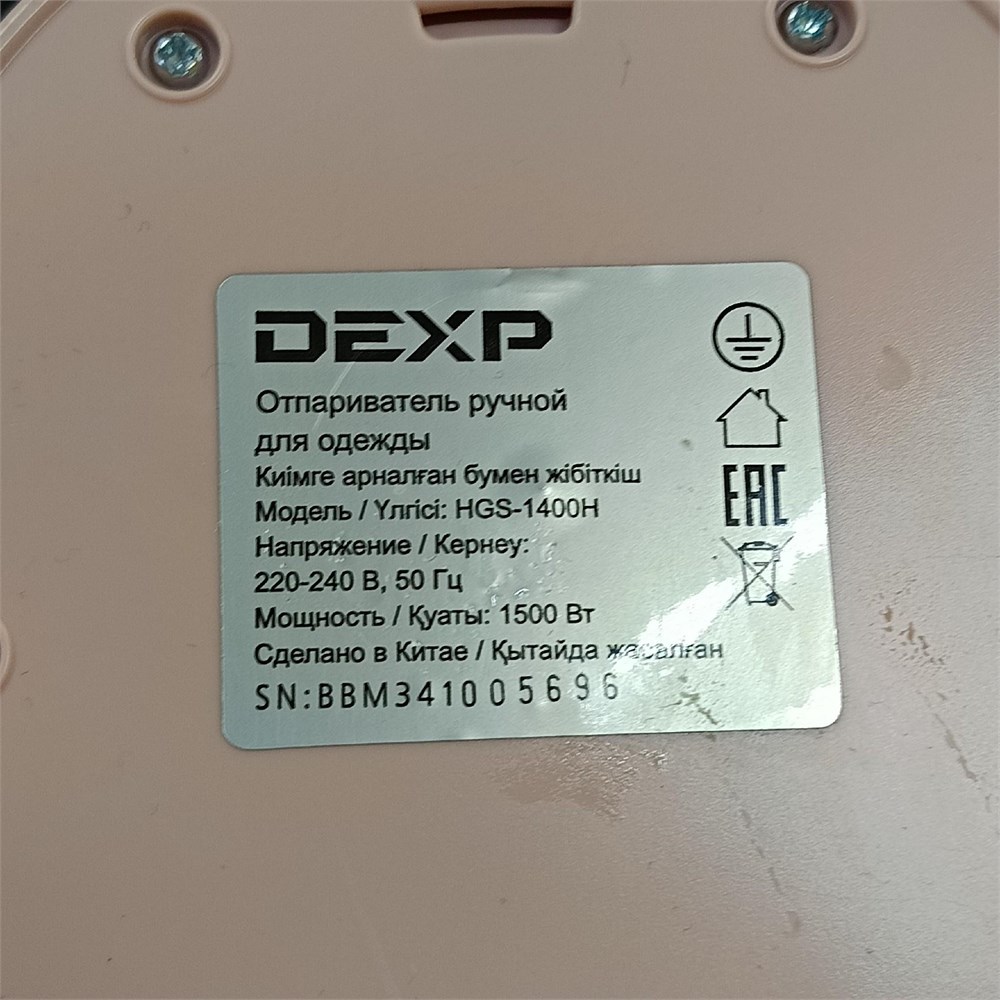 DEXP
Отпариватель ручной
для одежды
Киімге арналған бумен жібіткіш
Модель / Үлгісі: HGS-1400H
Напряжение / Кернеу:
220-240 В, 50 Гц
Мощность / Қуаты: 1500 Вт
Сделано в Китае / Қытайда жасалған
SN:BBM341005696
EAC